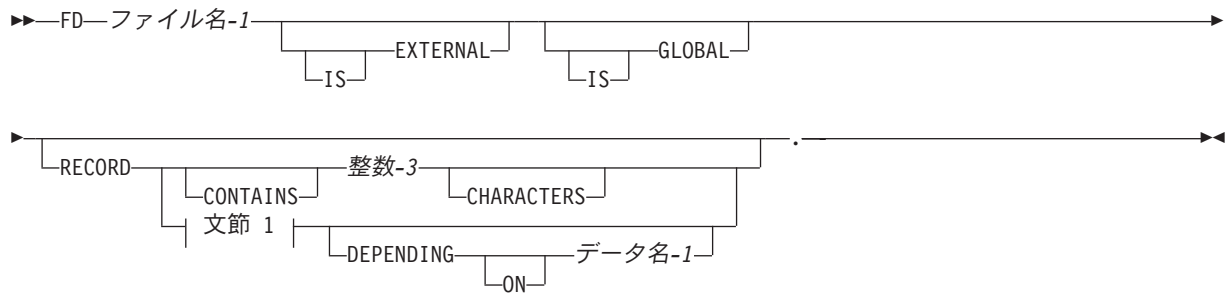 FD ファイル名-1 EXTERNAL GLOBAL
IS IS
RECORD 整数-3 .
CONTAINS CHARACTERS
文節 1
DEPENDING データ名-1
ON